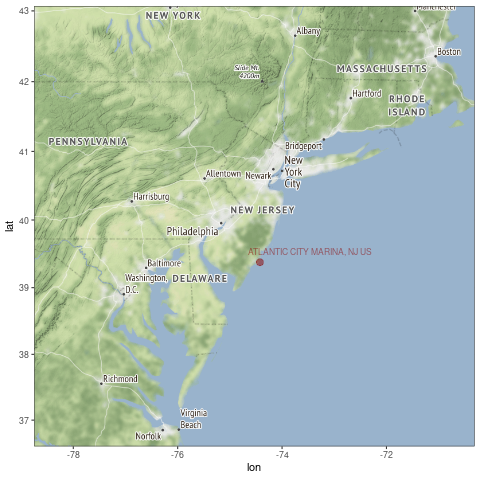 43
42
41
40
39
38
37
lat
NEW YORK
Manchester
Albany
Boston
Slide Mt.
4200m
MASSACHUSETTS
Hartford
RHODE
ISLAND
PENNSYLVANIA
Bridgeport
New
York
City
Allentown
Newark
Harrisburg
NEW JERSEY
Philadelphia
ATLANTIC CITY MARINA, NJ US
Baltimore
Washington,
D.C.
DELAWARE
Richmond
Virginia
Beach
Norfolk
-78
-76
-74
-72
lon